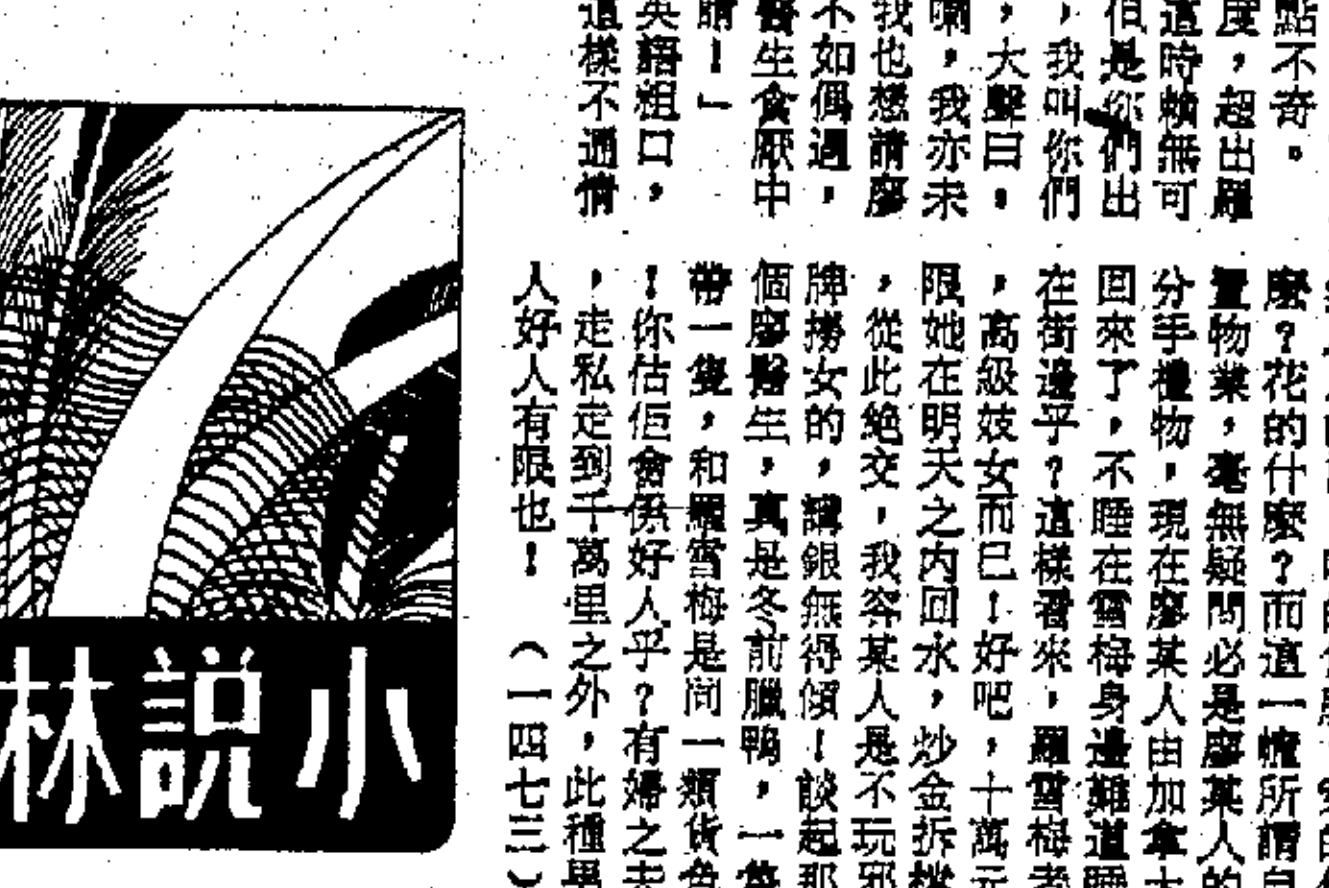 點不奇。
度,超出羅
這時賴無可
但是你們出
,我叫你們
,大聲曰。
嘞,我亦未
我也想請廖
不如偶遇,
醫生食厭中
睛!」
英語粗口,
這樣不通情
麼?花的什麼?而這一幢所謂自
置物業,毫無疑問必是廖某人的
分手禮物,現在廖某人由加拿大
回來了,不睡在雪梅身邊難道睡
在街邊乎?這樣看來,羅雪梅者
,高級妓女而巳!好吧,十萬元
限她在明天之內回水,炒金拆檔
,從此絶交,我岑某人是不玩邪
牌撈女的,講銀無得傾!談起那
個廖醫生,真是冬前臘鴨,一隻
帶一隻,和羅雪梅是同一類貨色
!你估佢會係好人乎?有婦之夫
,走私走到千萬里之外,此種男
人好人有限也! (一四七三)
小説林